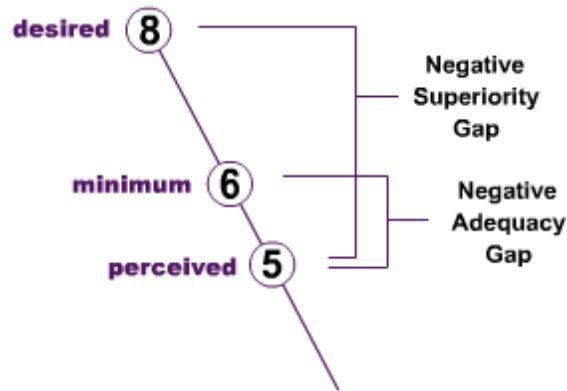 desired 8
Negative
Superiority
Gap
minimum 6
Negative
Adequacy
Gap
perceived 5